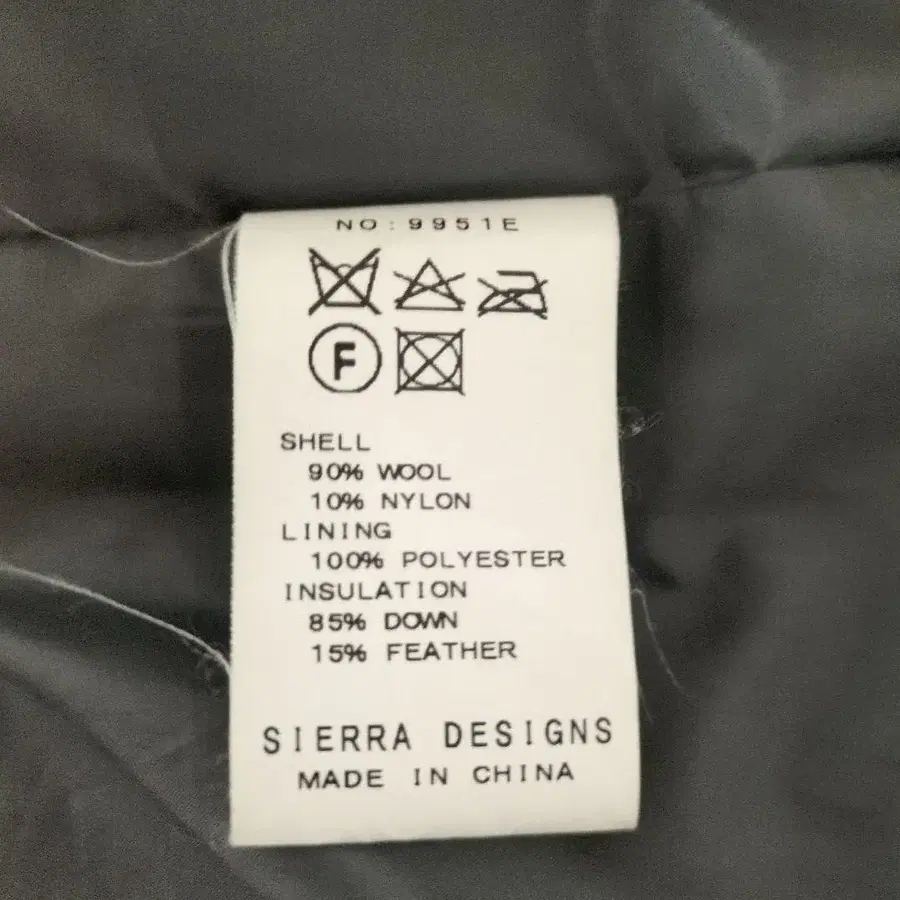 NO:9951E
F
SHELL
90% WOOL
10% NYLON
LINING
100% POLYESTER
INSULATION
85% DOWN
15% FEATHER
SIERRA DESIGNS
MADE IN CHINA